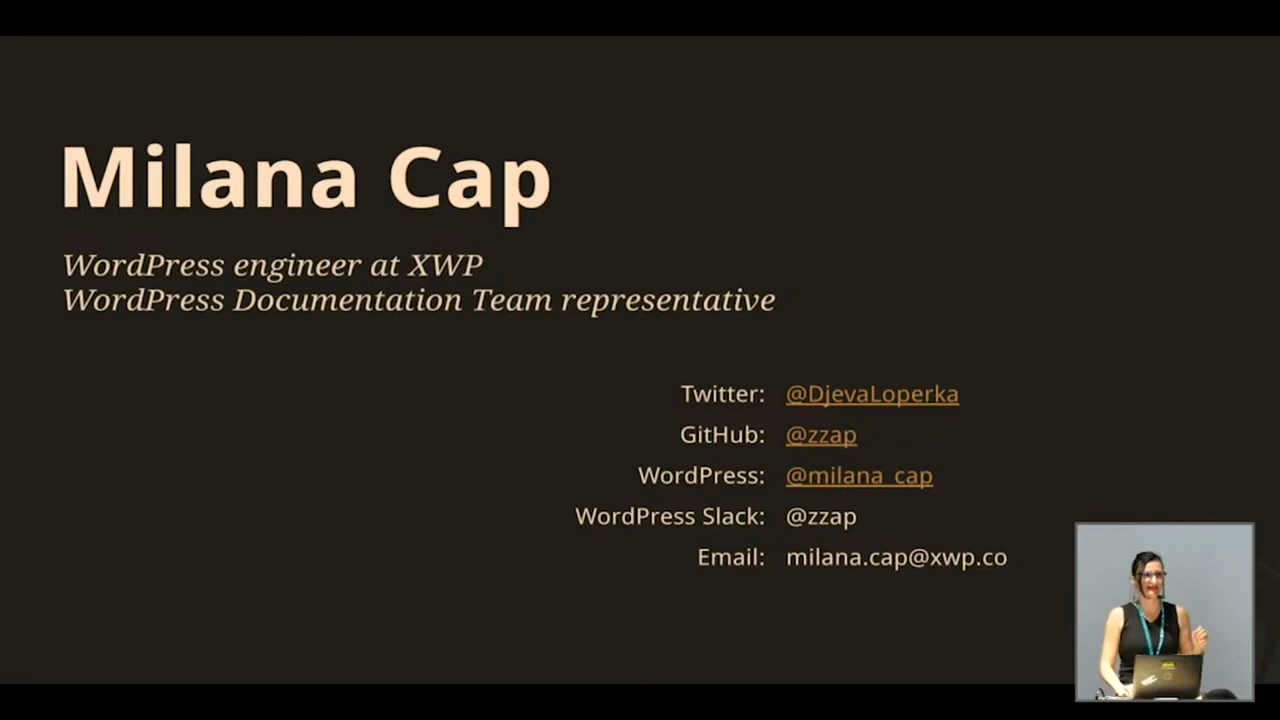 Milana Cap
WordPress engineer at XWP
WordPress Documentation Team representative
Twitter: @DjevaLoperka
GitHub: @zzap
WordPress: @milana_cap
WordPress Slack: @zzap
Email: milana.cap@xwp.co